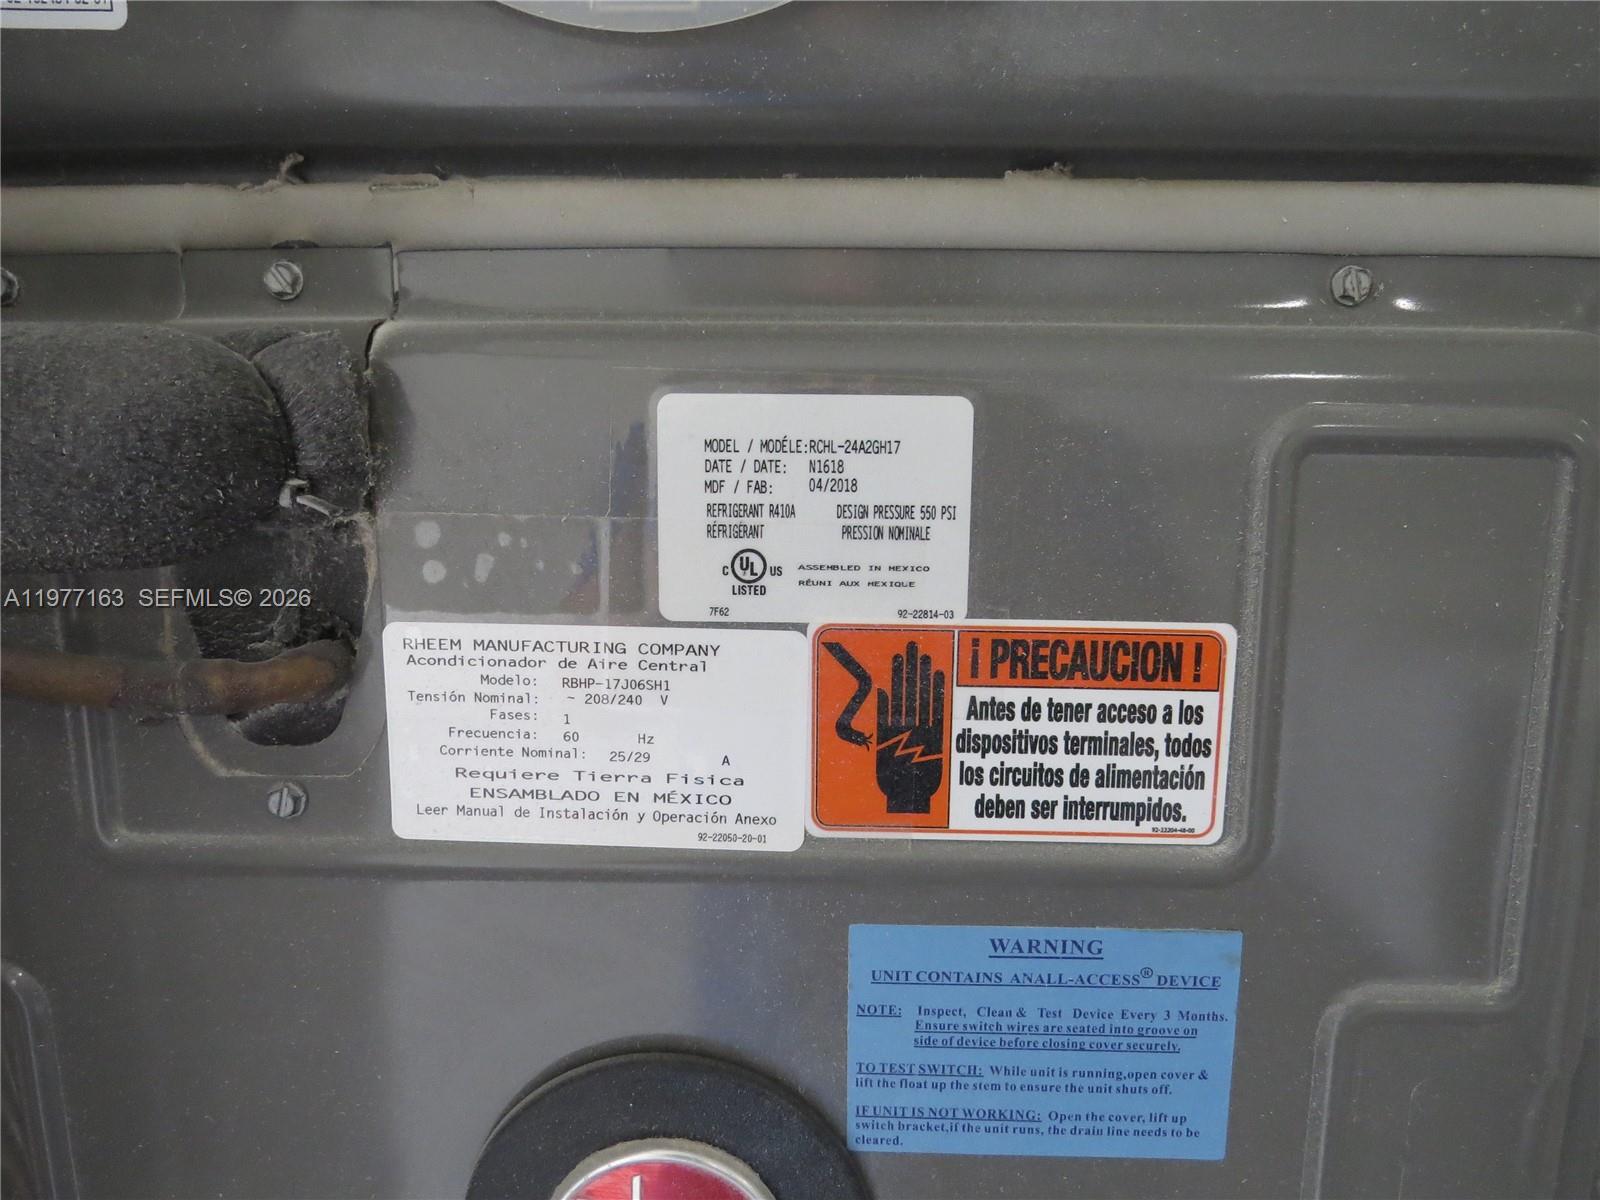 MODEL / MODÉLE:RCHL-24A2GH17
DATE / DATE: N1618
MDF / FAB: 04/2018
REFRIGERANT R410A DESIGN PRESSURE 550 PSI
RÉFRIGÉRANT PRESSION NOMINALE
C UL US
LISTED
ASSEMBLED IN MEXICO
RÉUNI AUX MEXIQUE
7F62 92-22814-03
A11977163 SEFMLS© 2026
RHEEM MANUFACTURING COMPANY
Acondicionador de Aire Central
Modelo: RBHP-17J06SH1
Tensión Nominal: ~ 208/240 V
Fases: 1
Frecuencia: 60 Hz
Corriente Nominal: 25/29 A
Requiere Tierra Fisica
ENSAMBLADO EN MÉXICO
Leer Manual de Instalación y Operación Anexo
92-22050-20-01
¡ PRECAUCION !
Antes de tener acceso a los
dispositivos terminales, todos
los circuitos de alimentación
deben ser interrumpidos.
92-22204-48-00
WARNING
UNIT CONTAINS ANALL-ACCESS® DEVICE
NOTE: Inspect, Clean & Test Device Every 3 Months.
Ensure switch wires are seated into groove on
side of device before closing cover securely.
TO TEST SWITCH: While unit is running,open cover &
lift the float up the stem to ensure the unit shuts off.
IF UNIT IS NOT WORKING: Open the cover, lift up
switch bracket,if the unit runs, the drain line needs to be
cleared.